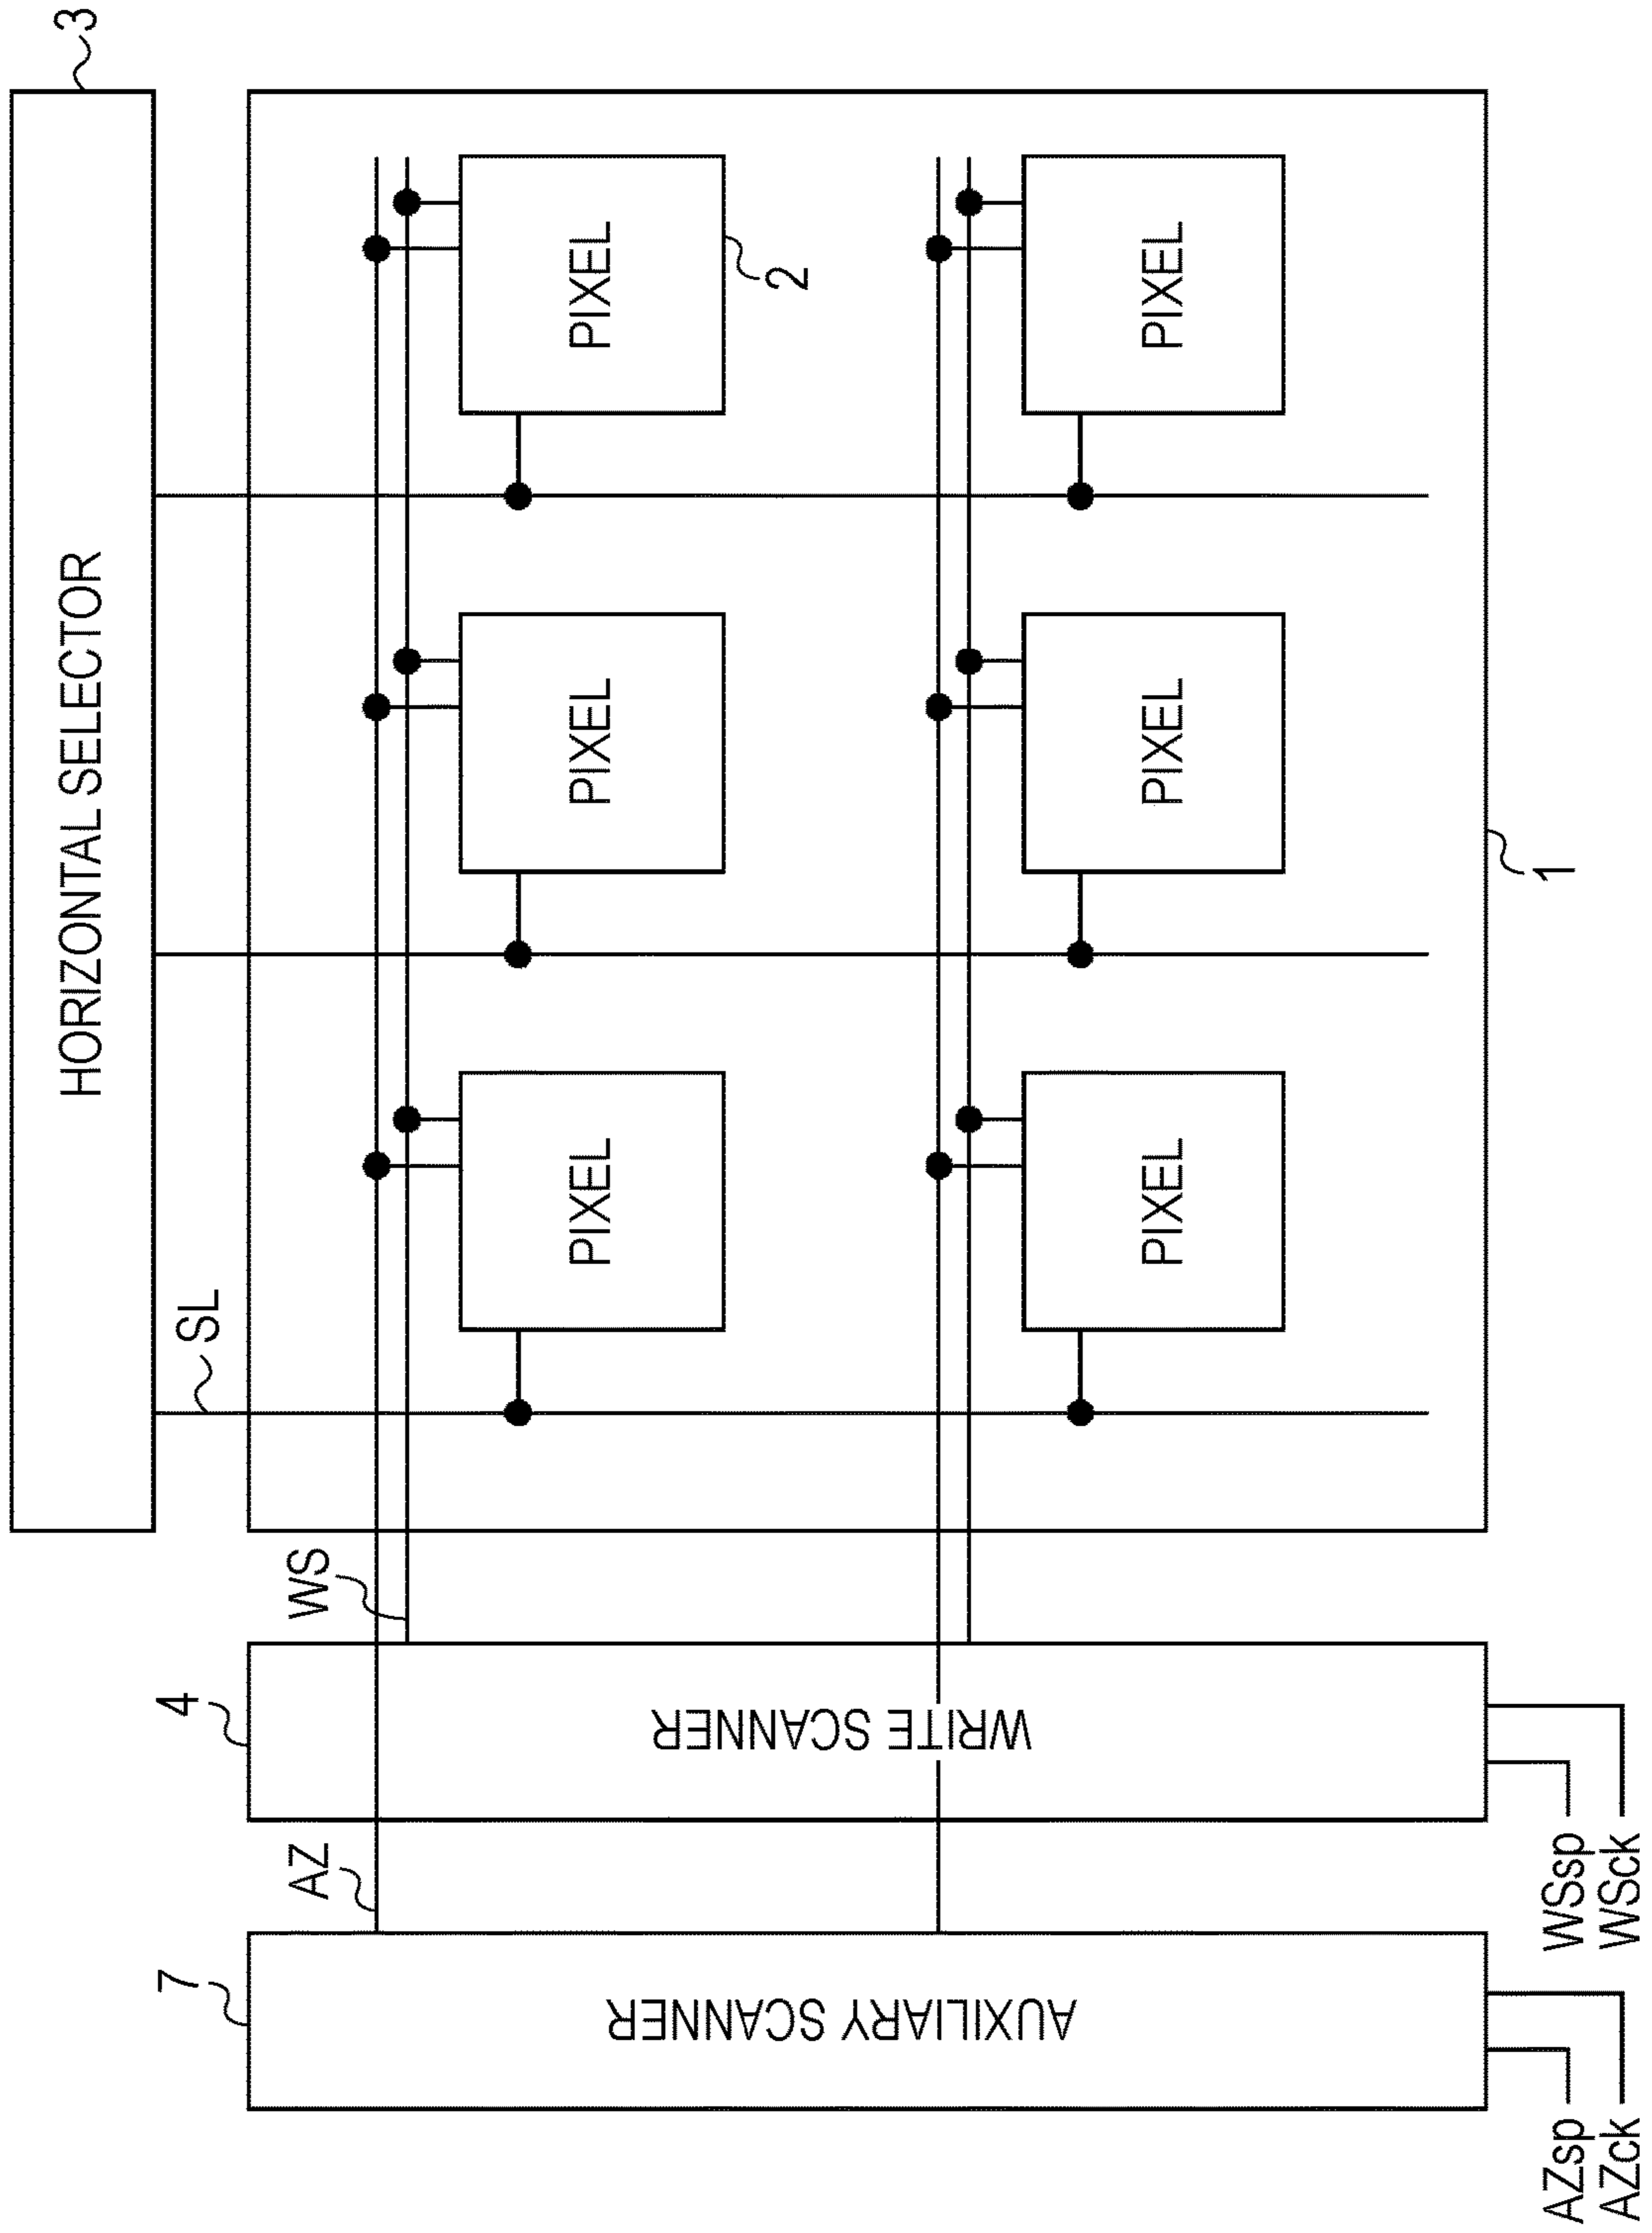 HORIZONTAL SELECTOR
3
SL
7
AZ
4
WS
AUXILIARY SCANNER
WRITE SCANNER
PIXEL
PIXEL
PIXEL
2
PIXEL
PIXEL
PIXEL
1
AZsp
AZck
WSsp
WSck